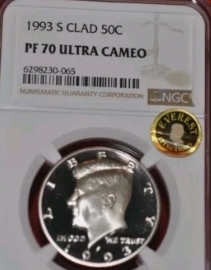 1993 S CLAD 50C
PF 70 ULTRA CAMEO
6298230-065
NUMISMATIC GUARANTY CORPORATION
NGC
EVEREST
LIBERTY
IN GOD WE TRUST
1993